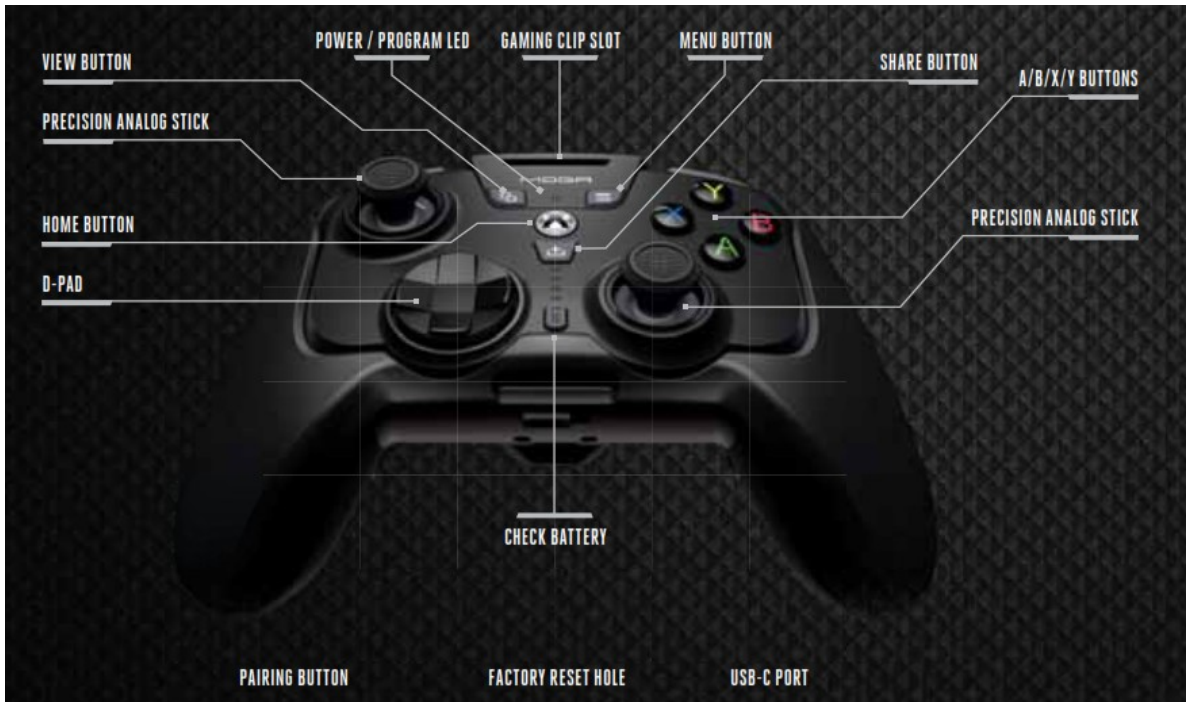 POWER / PROGRAM LED
GAMING CLIP SLOT
MENU BUTTON
VIEW BUTTON
SHARE BUTTON
A/B/X/Y BUTTONS
PRECISION ANALOG STICK
MOGA
Y
X
B
A
HOME BUTTON
PRECISION ANALOG STICK
D-PAD
CHECK BATTERY
PAIRING BUTTON
FACTORY RESET HOLE
USB-C PORT